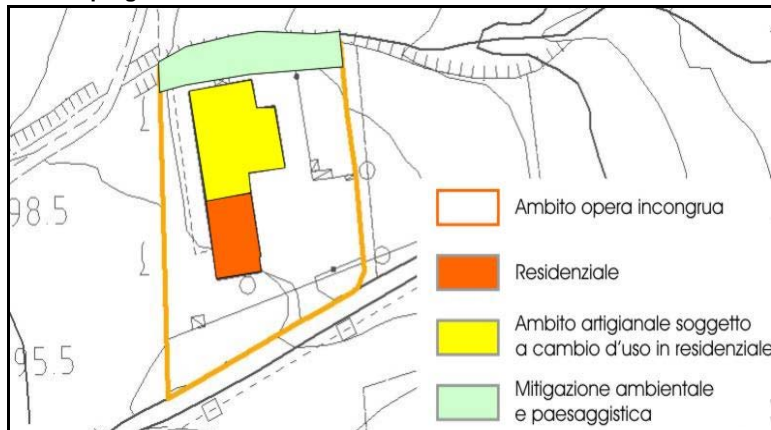 98.5
95.5
Ambito opera incongrua
Residenziale
Ambito artigianale soggetto
a cambio d'uso in residenziale
Mitigazione ambientale
e paesaggistica